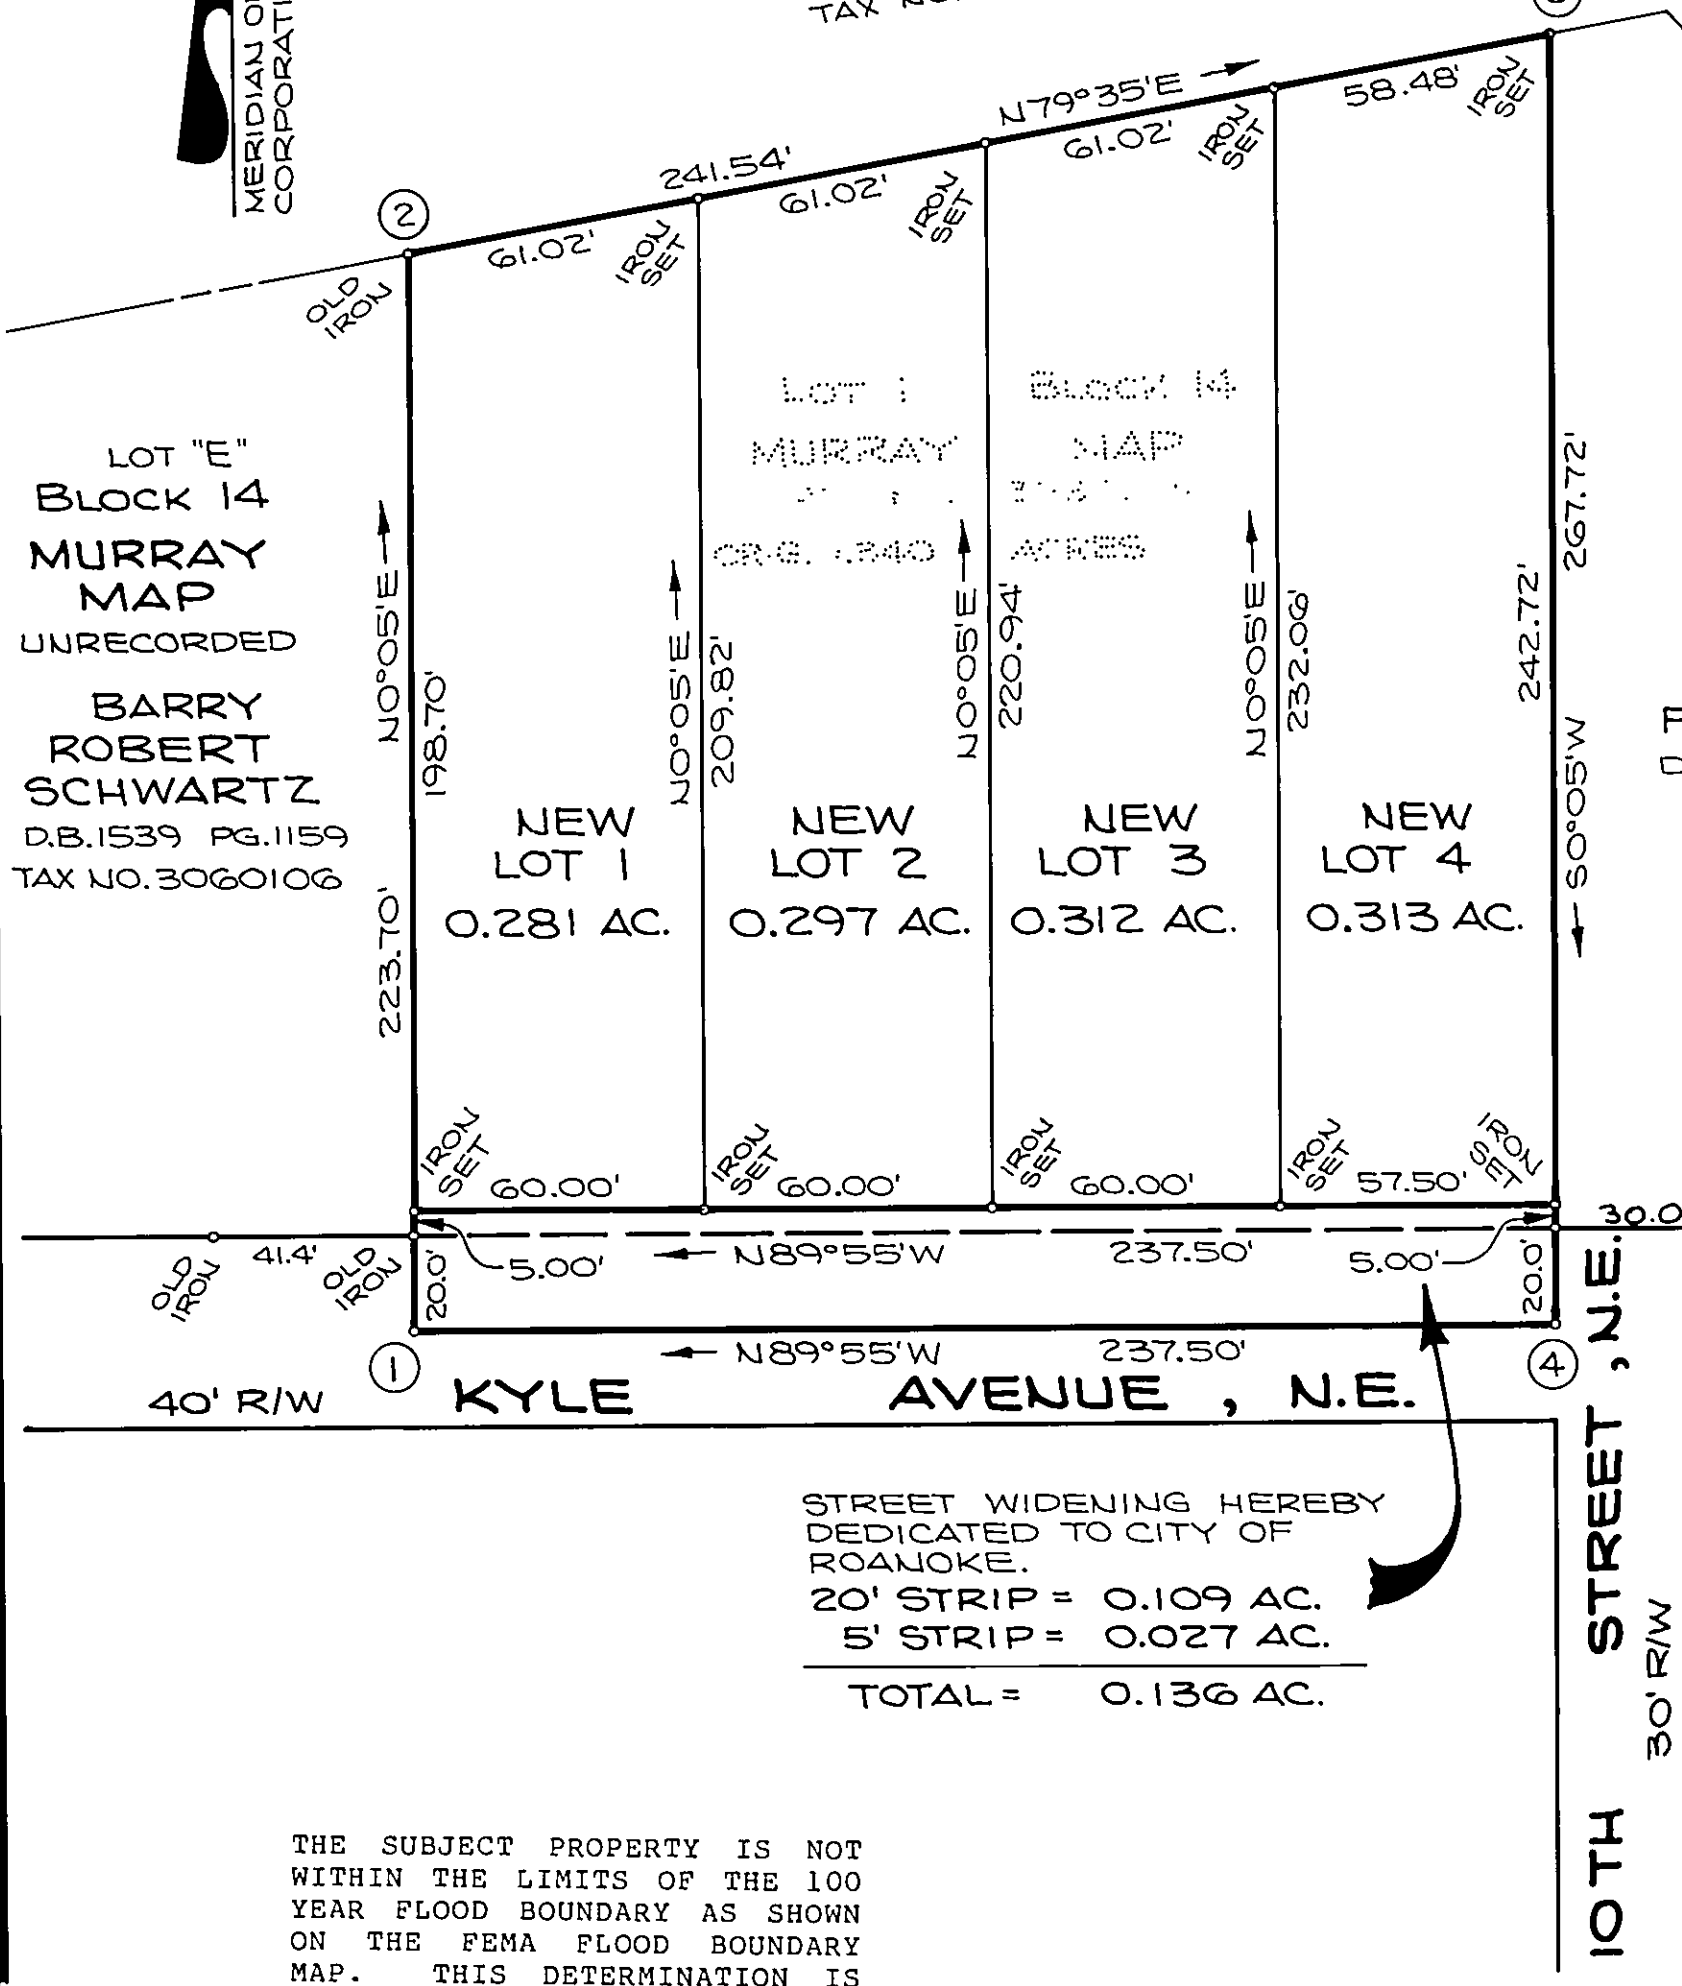 TAX NO.
MERIDIAN O
CORPORATI
2
241.54'
N79°35'E
61.02'
61.02'
61.02'
58.48'
OLD
IRON
IRON
SET
IRON
SET
IRON
SET
IRON
SET
LOT "E"
BLOCK 14
MURRAY
MAP
UNRECORDED
BARRY
ROBERT
SCHWARTZ
D.B.1539 PG.1159
TAX NO.3060106
LOT 1 BLOCK 14
MURRAY MAP
ACRES
N0°05'E
198.70'
223.70'
N0°05'E
209.82'
N0°05'E
220.94'
N0°05'E
232.06'
242.72'
267.72'
S0°05'W
NEW
LOT 1
0.281 AC.
NEW
LOT 2
0.297 AC.
NEW
LOT 3
0.312 AC.
NEW
LOT 4
0.313 AC.
IRON
SET
60.00'
IRON
SET
60.00'
IRON
SET
60.00'
IRON
SET
57.50'
IRON
SET
30.0
OLD
IRON
41.4'
OLD
IRON
20.0'
5.00'
N89°55'W 237.50'
5.00'
20.0'
1
N89°55'W 237.50'
4
40' R/W
KYLE AVENUE , N.E.
STREET WIDENING HEREBY
DEDICATED TO CITY OF
ROANOKE.
20' STRIP = 0.109 AC.
5' STRIP = 0.027 AC.
TOTAL = 0.136 AC.
10TH STREET , N.E.
30' R/W
THE SUBJECT PROPERTY IS NOT
WITHIN THE LIMITS OF THE 100
YEAR FLOOD BOUNDARY AS SHOWN
ON THE FEMA FLOOD BOUNDARY
MAP. THIS DETERMINATION IS